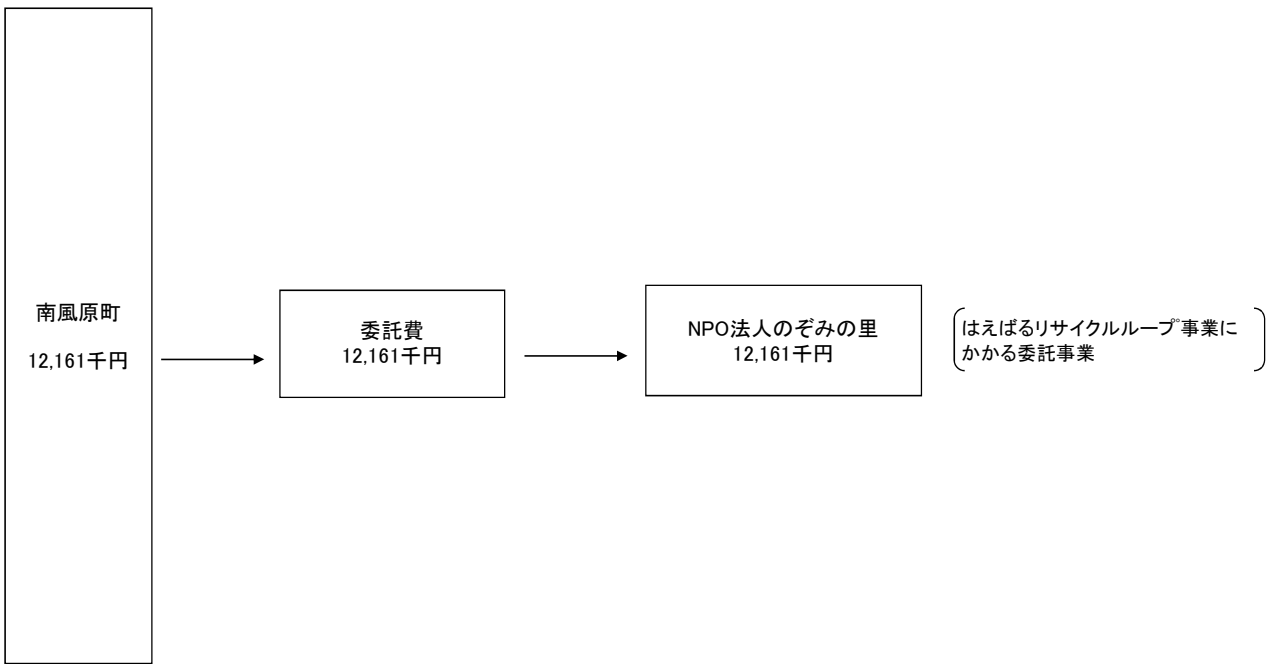 南風原町
12,161千円
委託費
12,161千円
NPO法人のぞみの里
12,161千円
はえばるリサイクルループ事業に
かかる委託事業